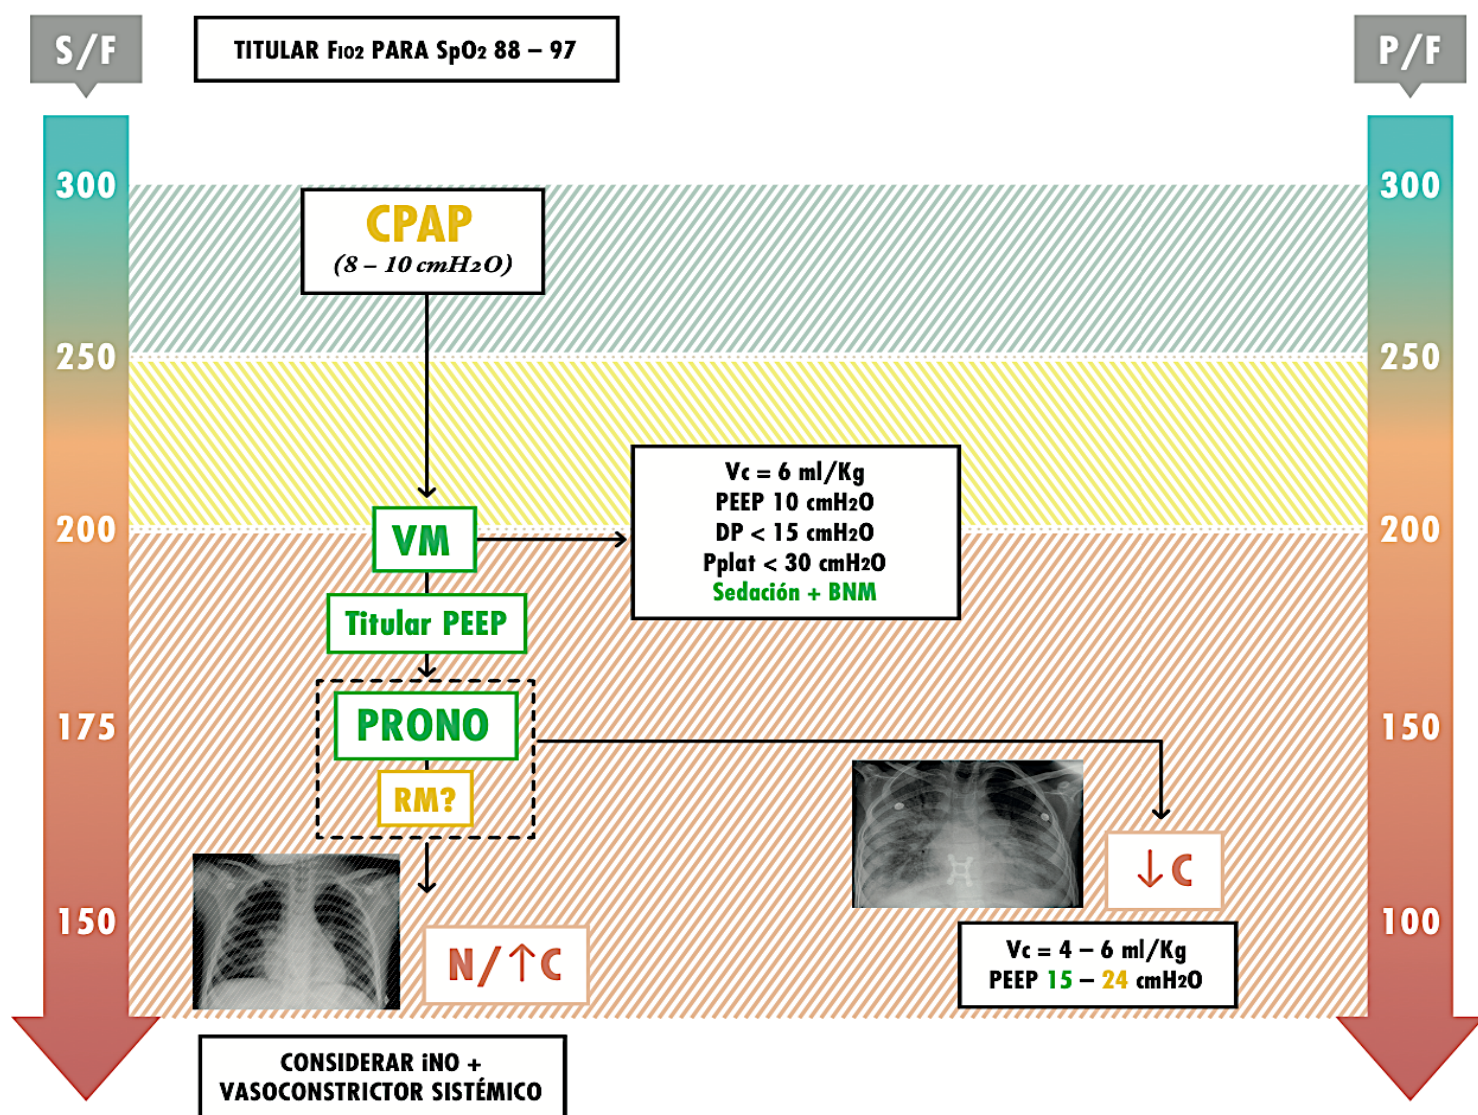 S/F
TITULAR FIO2 PARA SpO2 88 – 97
P/F
300
300
CPAP
(8 – 10 cmH2O)
250
250
Vc = 6 ml/Kg
PEEP 10 cmH2O
DP < 15 cmH2O
Pplat < 30 cmH2O
Sedación + BNM
200
VM
200
Titular PEEP
PRONO
175
150
RM?
↓C
150
100
N/↑C
Vc = 4 – 6 ml/Kg
PEEP 15 – 24 cmH2O
CONSIDERAR iNO +
VASOCONSTRICTOR SISTÉMICO